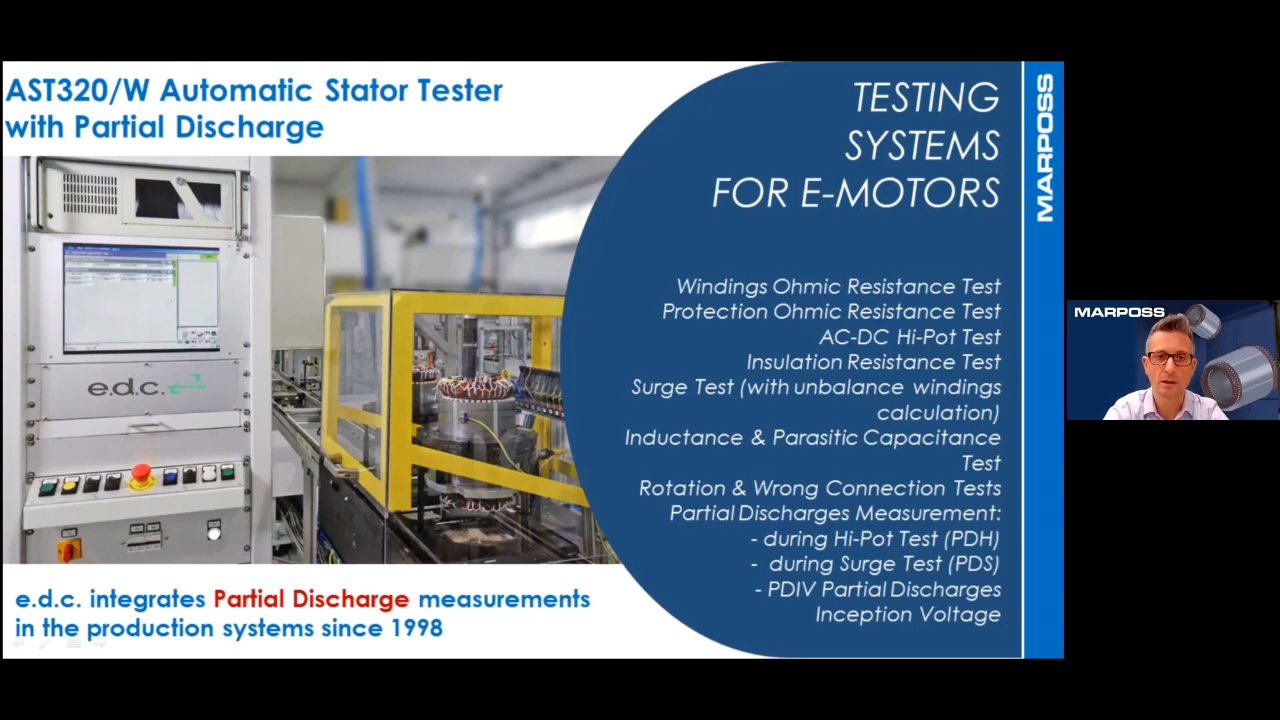 AST320/W Automatic Stator Tester
with Partial Discharge
TESTING
SYSTEMS
FOR E-MOTORS
MARPOSS
e.d.c.
Windings Ohmic Resistance Test
Protection Ohmic Resistance Test
AC-DC Hi-Pot Test
Insulation Resistance Test
Surge Test (with unbalance windings
calculation)
Inductance & Parasitic Capacitance
Test
Rotation & Wrong Connection Tests
Partial Discharges Measurement:
- during Hi-Pot Test (PDH)
- during Surge Test (PDS)
- PDIV Partial Discharges
Inception Voltage
e.d.c. integrates Partial Discharge measurements
in the production systems since 1998
MARPOSS